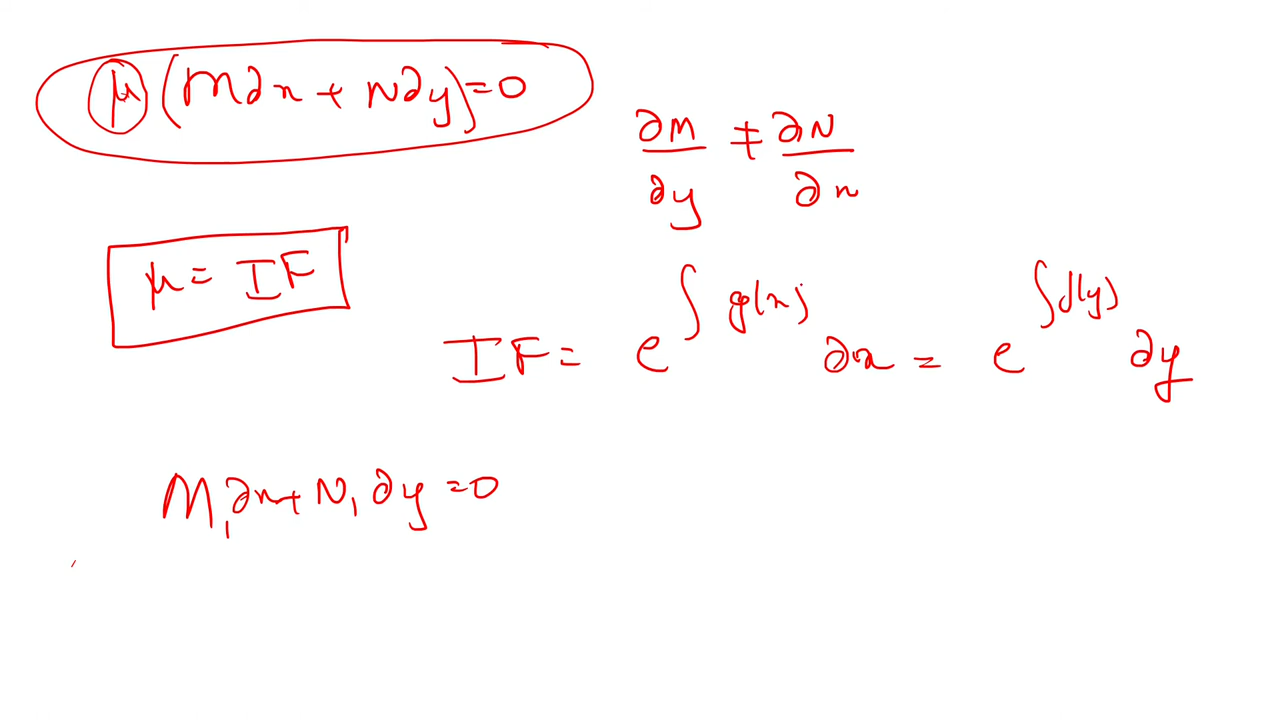 μ (M∂x + N∂y) = 0
∂M/∂y ≠ ∂N/∂x
μ = IF
IF = e^∫g(x) ∂x = e^∫f(y) ∂y
M₁∂x + N₁∂y = 0